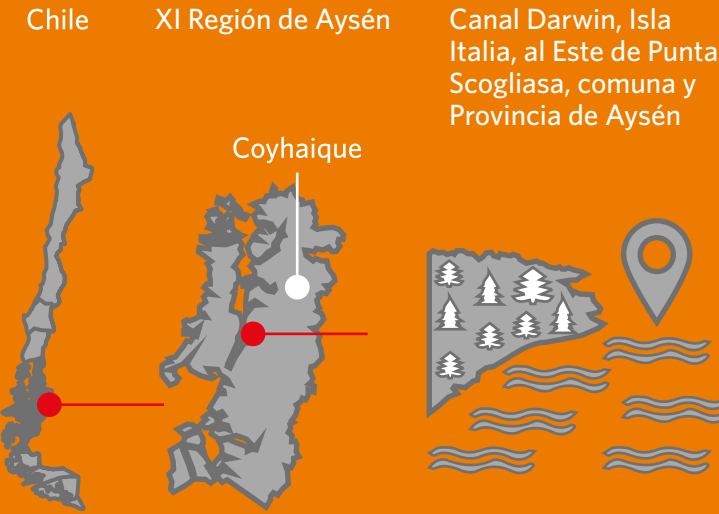 Chile
XI Región de Aysén
Canal Darwin, Isla
Italia, al Este de Punta
Scogliasa, comuna y
Provincia de Aysén
Coyhaique